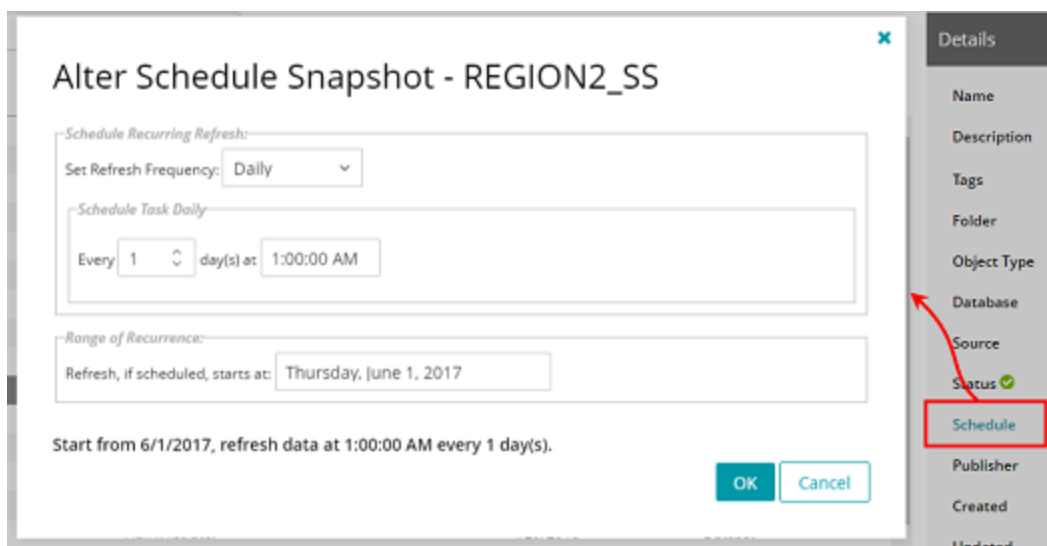 Alter Schedule Snapshot - REGION2_SS
Schedule Recurring Refresh:
Set Refresh Frequency: Daily
Schedule Task Daily
Every 1 day(s) at 1:00:00 AM
Range of Recurrence:
Refresh, if scheduled, starts at: Thursday, June 1, 2017
Start from 6/1/2017, refresh data at 1:00:00 AM every 1 day(s).
OK Cancel
Details
Name
Description
Tags
Folder
Object Type
Database
Source
Status
Schedule
Publisher
Created